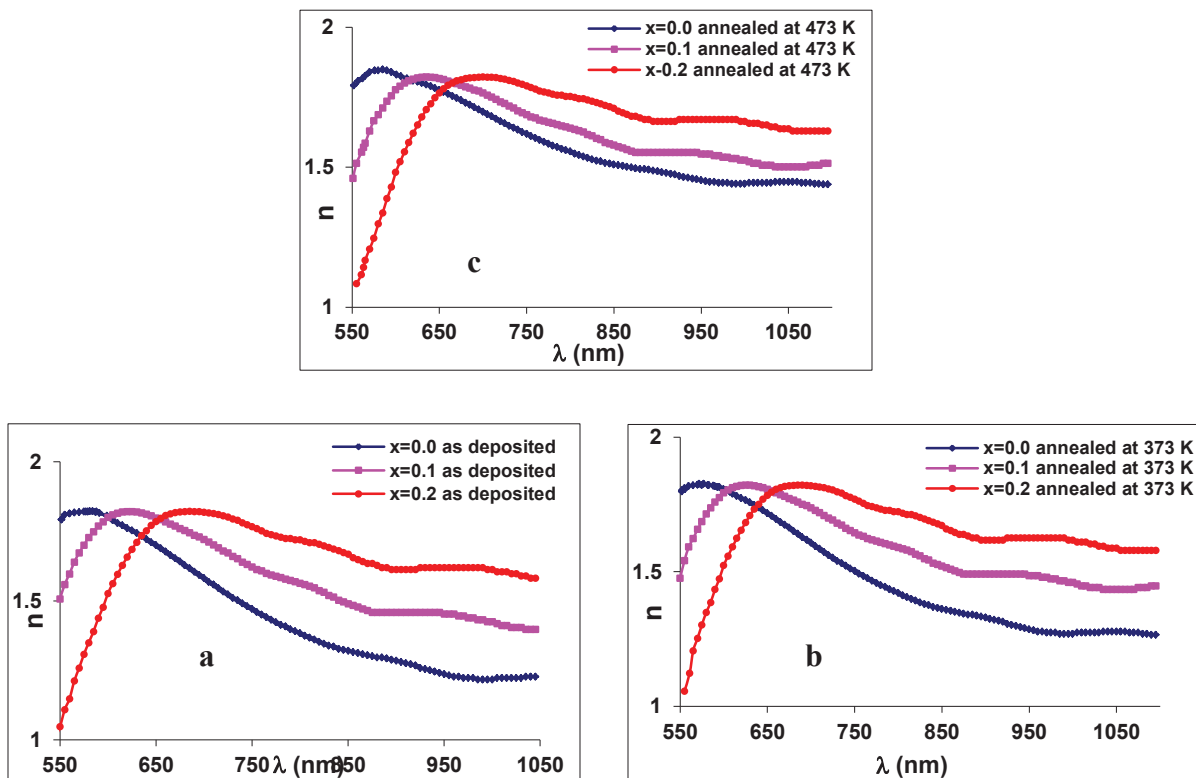 2
x=0.0 annealed at 473 K
x=0.1 annealed at 473 K
x-0.2 annealed at 473 K
1.5
n
c
1
550 650 750 850 950 1050
λ (nm)
2
x=0.0 as deposited
x=0.1 as deposited
x=0.2 as deposited
1.5
n
a
1
550 650 750 850 950 1050
λ (nm)
2
x=0.0 annealed at 373 K
x=0.1 annealed at 373 K
x=0.2 annealed at 373 K
1.5
n
b
1
550 650 750 850 950 1050
λ (nm)